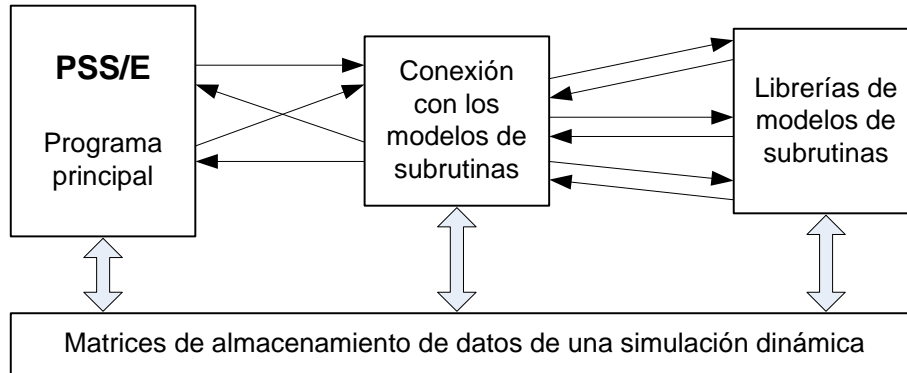 PSS/E
Programa
principal
Conexión
con los
modelos de
subrutinas
Librerías de
modelos de
subrutinas
Matrices de almacenamiento de datos de una simulación dinámica